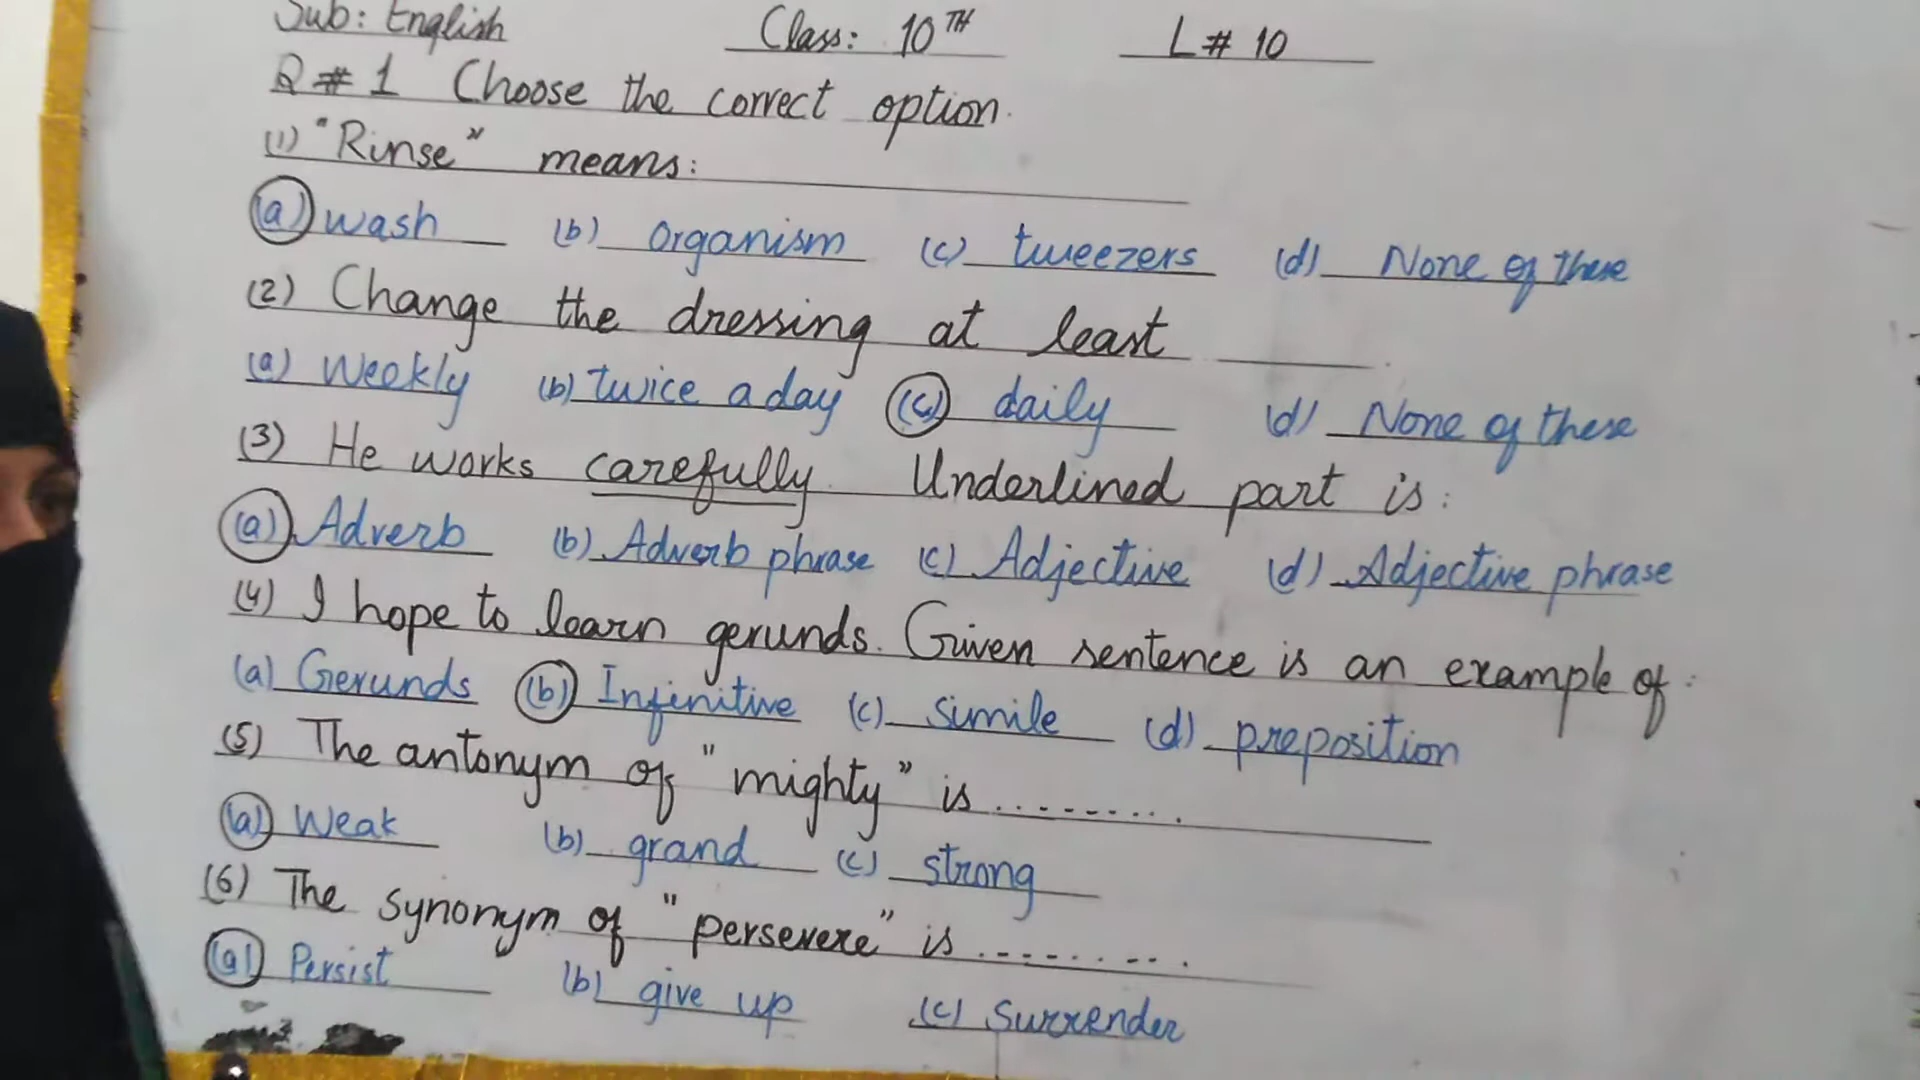 Sub: English Class: 10TH L# 10
Q # 1 Choose the correct option.
(1) "Rinse" means:
(a) wash (b) organism (c) tweezers (d) None of these
(2) Change the dressing at least
(a) Weekly (b) twice a day (c) daily (d) None of these
(3) He works carefully. Underlined part is:
(a) Adverb (b) Adverb phrase (c) Adjective (d) Adjective phrase
(4) I hope to learn gerunds. Given sentence is an example of:
(a) Gerunds (b) Infinitive (c) simile (d) preposition
(5) The antonym of "mighty" is .........
(a) Weak (b) grand (c) strong
(6) The synonym of "persevere" is .........
(a) Persist (b) give up (c) Surrender